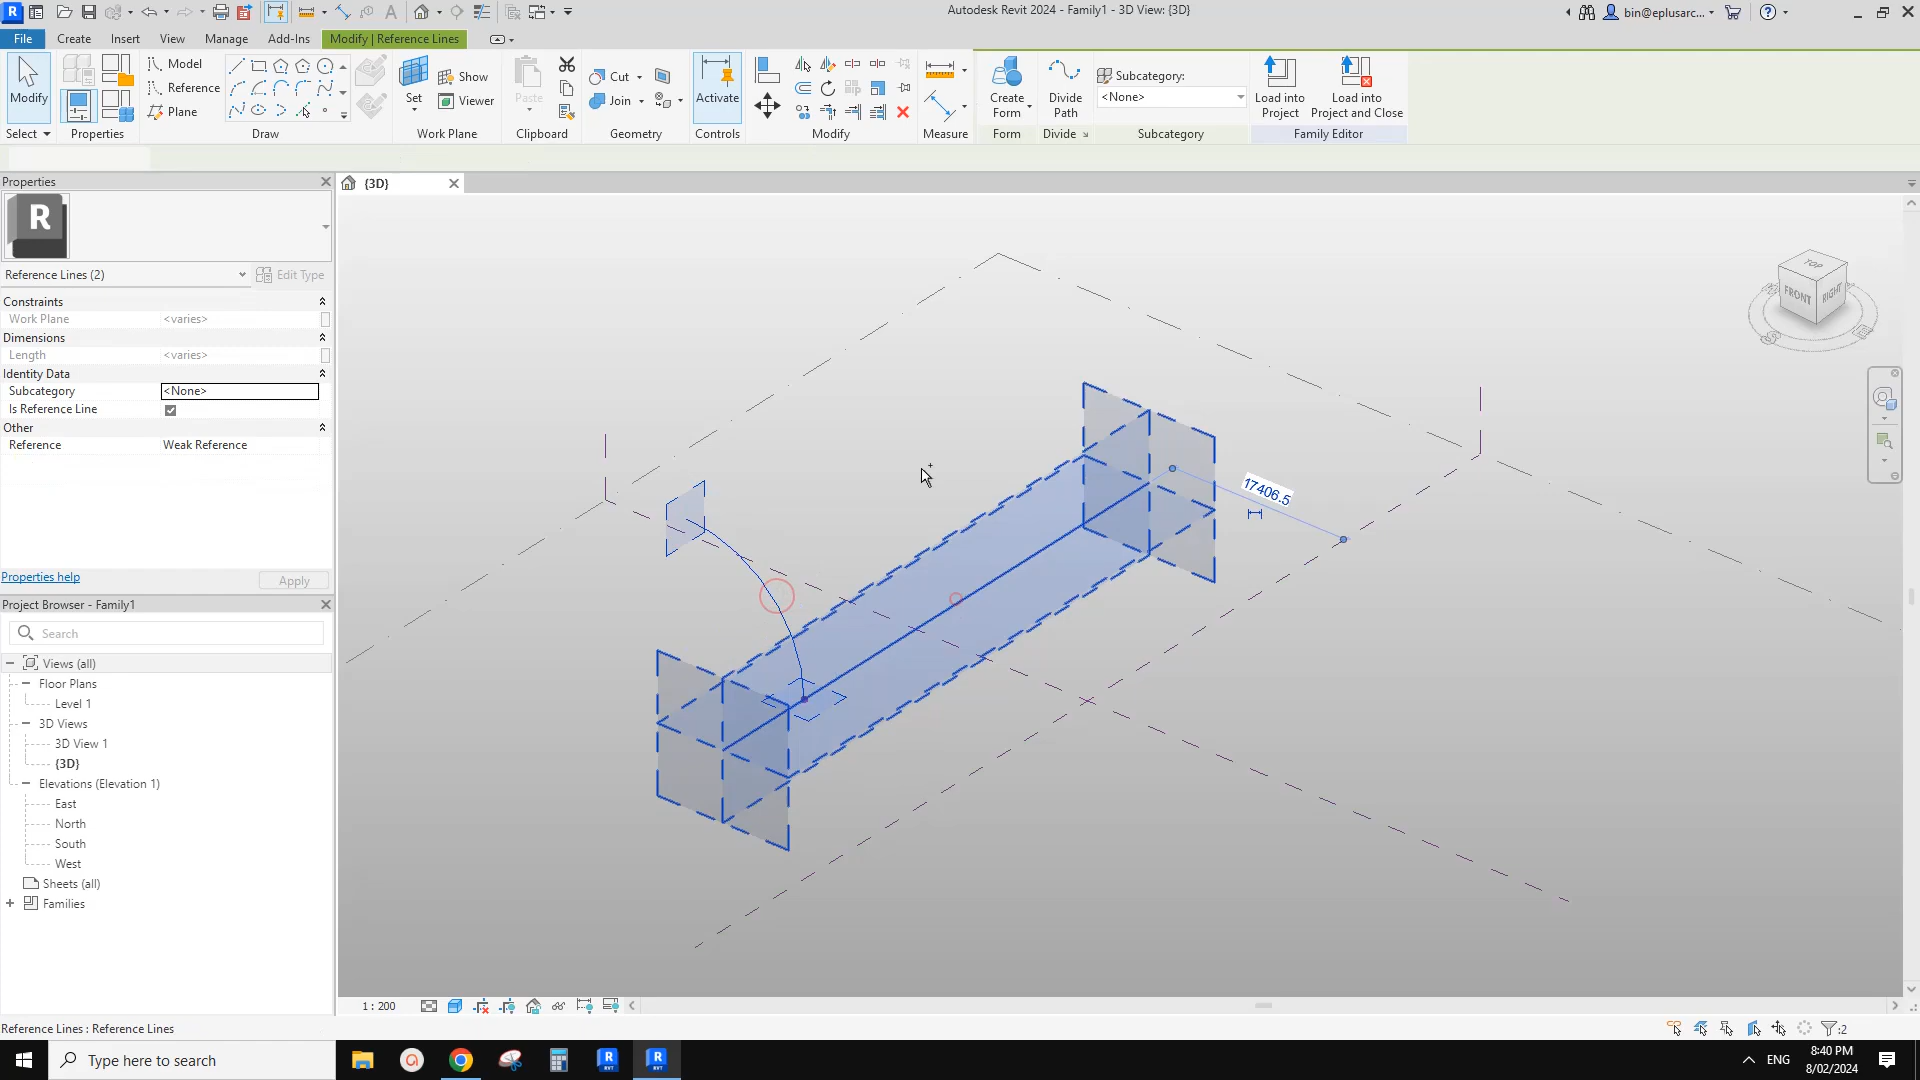 Autodesk Revit 2024 - Family1 - 3D View: {3D}
bin@eplusarc...
File
Create
Insert
View
Manage
Add-Ins
Modify | Reference Lines
Modify
Model
Reference
Plane
Set
Show
Viewer
Paste
Cut
Join
Activate
Create
Form
Divide
Path
Subcategory:
<None>
Load into
Project
Load into
Project and Close
Select
Properties
Draw
Work Plane
Clipboard
Geometry
Controls
Modify
Measure
Form
Divide
Subcategory
Family Editor
Properties
{3D}
R
Reference Lines (2)
Edit Type
Constraints
Work Plane
<varies>
Dimensions
Length
<varies>
Identity Data
Subcategory
<None>
Is Reference Line
Other
Reference
Weak Reference
Properties help
Apply
Project Browser - Family1
Search
Views (all)
Floor Plans
Level 1
3D Views
3D View 1
{3D}
Elevations (Elevation 1)
East
North
South
West
Sheets (all)
Families
TOP
FRONT
RIGHT
17406.5
1 : 200
Reference Lines : Reference Lines
:2
Type here to search
ENG
8:40 PM
8/02/2024